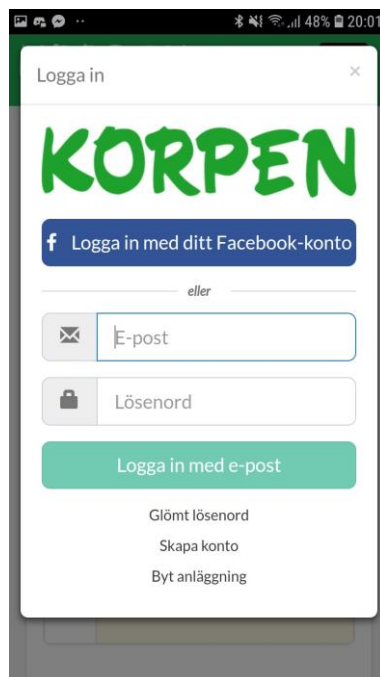 48% 20:01
Logga in ×
KORPEN
f Logga in med ditt Facebook-konto
eller
E-post
Lösenord
Logga in med e-post
Glömt lösenord
Skapa konto
Byt anläggning